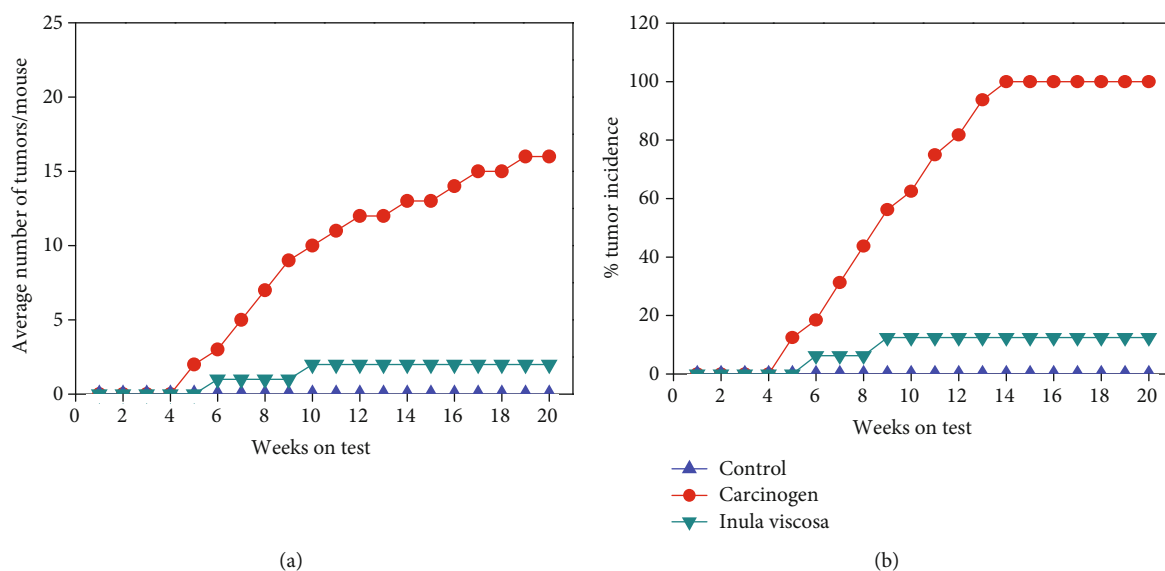 25
20
15
10
5
0
Average number of tumors/mouse
0 2 4 6 8 10 12 14 16 18 20
Weeks on test
(a)
120
100
80
60
40
20
0
% tumor incidence
0 2 4 6 8 10 12 14 16 18 20
Weeks on test
Control
Carcinogen
Inula viscosa
(b)